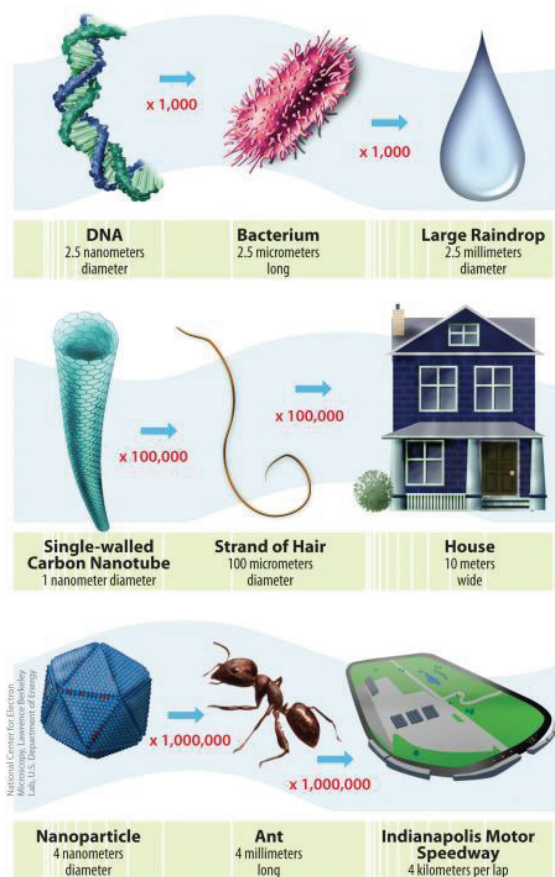 x 1,000
x 1,000
DNA
2.5 nanometers
diameter
Bacterium
2.5 micrometers
long
Large Raindrop
2.5 millimeters
diameter
x 100,000
x 100,000
Single-walled
Carbon Nanotube
1 nanometer diameter
Strand of Hair
100 micrometers
diameter
House
10 meters
wide
National Center for Electron
Microscopy, Lawrence Berkeley
Lab, U.S. Department of Energy
x 1,000,000
x 1,000,000
Nanoparticle
4 nanometers
diameter
Ant
4 millimeters
long
Indianapolis Motor
Speedway
4 kilometers per lap